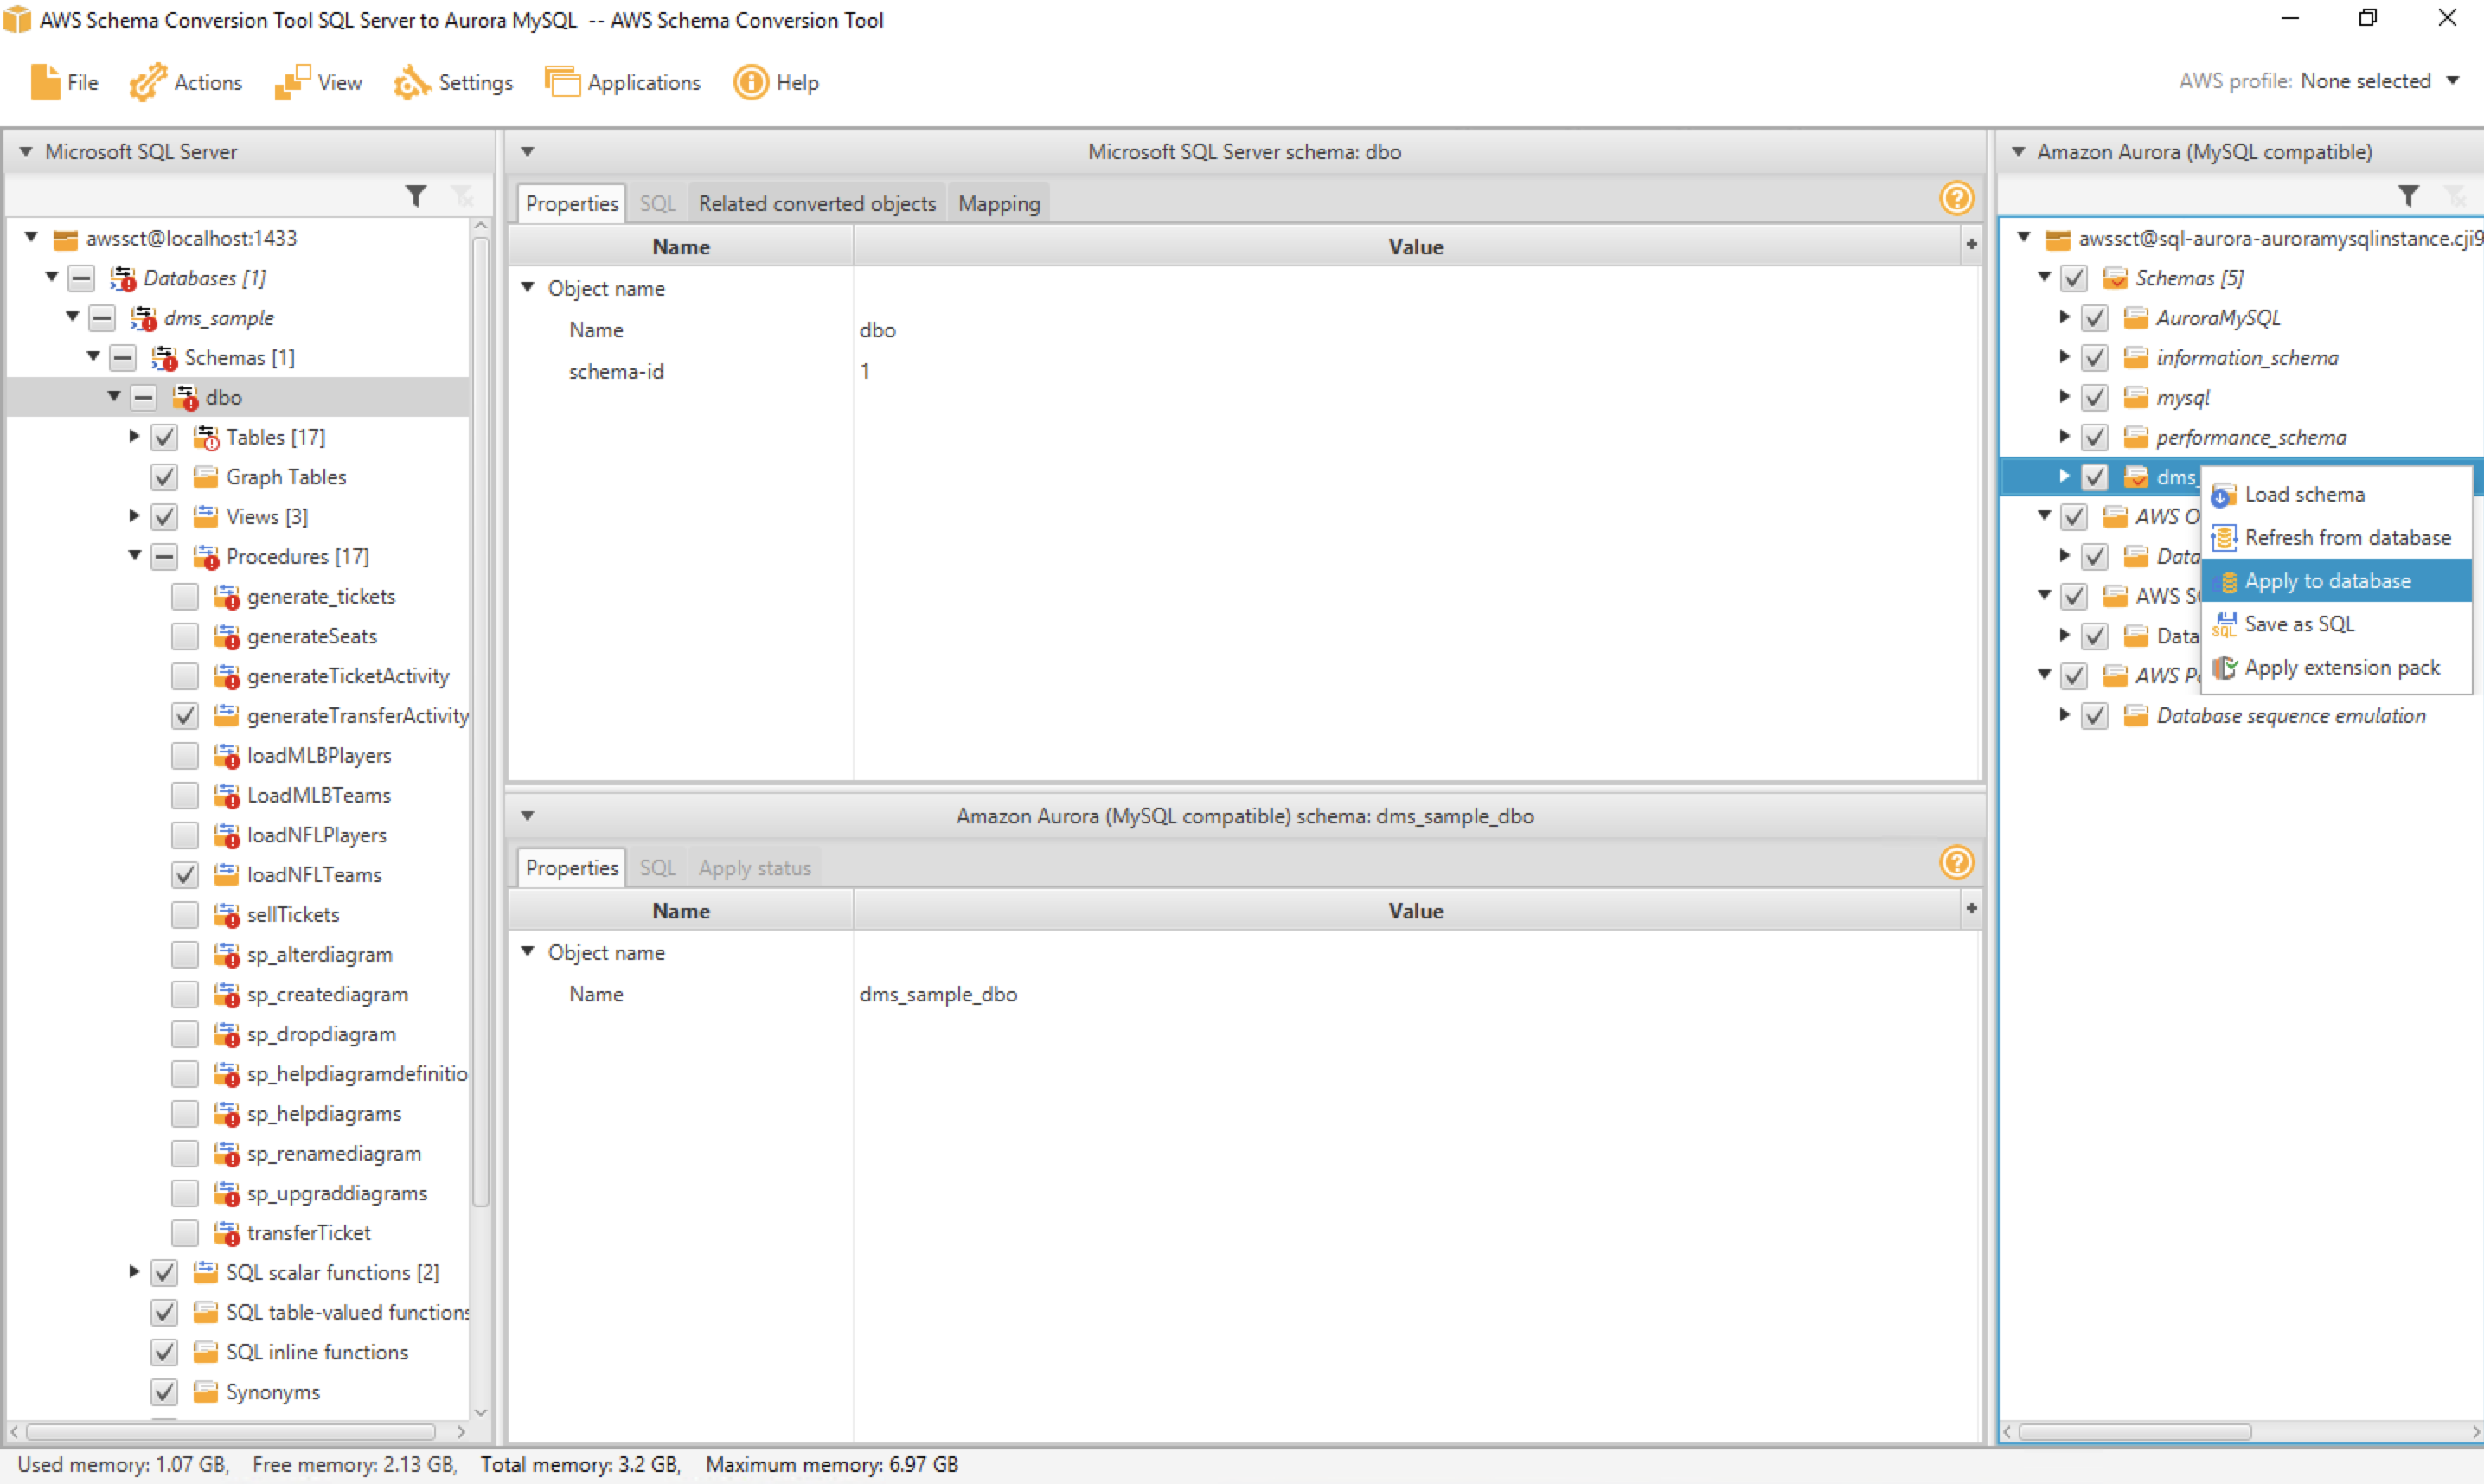 AWS Schema Conversion Tool SQL Server to Aurora MySQL -- AWS Schema Conversion Tool
File
Actions
View
Settings
Applications
Help
AWS profile: None selected
Microsoft SQL Server
awssct@localhost:1433
Databases [1]
dms_sample
Schemas [1]
dbo
Tables [17]
Graph Tables
Views [3]
Procedures [17]
generate_tickets
generateSeats
generateTicketActivity
generateTransferActivity
loadMLBPlayers
LoadMLBTeams
loadNFLPlayers
loadNFLTeams
sellTickets
sp_alterdiagram
sp_creatediagram
sp_dropdiagram
sp_helpdiagramdefinitio
sp_helpdiagrams
sp_renamediagram
sp_upgraddiagrams
transferTicket
SQL scalar functions [2]
SQL table-valued functions
SQL inline functions
Synonyms
Microsoft SQL Server schema: dbo
Properties
SQL
Related converted objects
Mapping
Name
Value
Object name
Name
dbo
schema-id
1
Amazon Aurora (MySQL compatible) schema: dms_sample_dbo
Properties
SQL
Apply status
Name
Value
Object name
Name
dms_sample_dbo
Amazon Aurora (MySQL compatible)
awssct@sql-aurora-auroramysqlinstance.cji9
Schemas [5]
AuroraMySQL
information_schema
mysql
performance_schema
dms_
AWS O
Data
AWS S
Data
AWS P
Database sequence emulation
Load schema
Refresh from database
Apply to database
SQL
Save as SQL
Apply extension pack
Used memory: 1.07 GB, Free memory: 2.13 GB, Total memory: 3.2 GB, Maximum memory: 6.97 GB